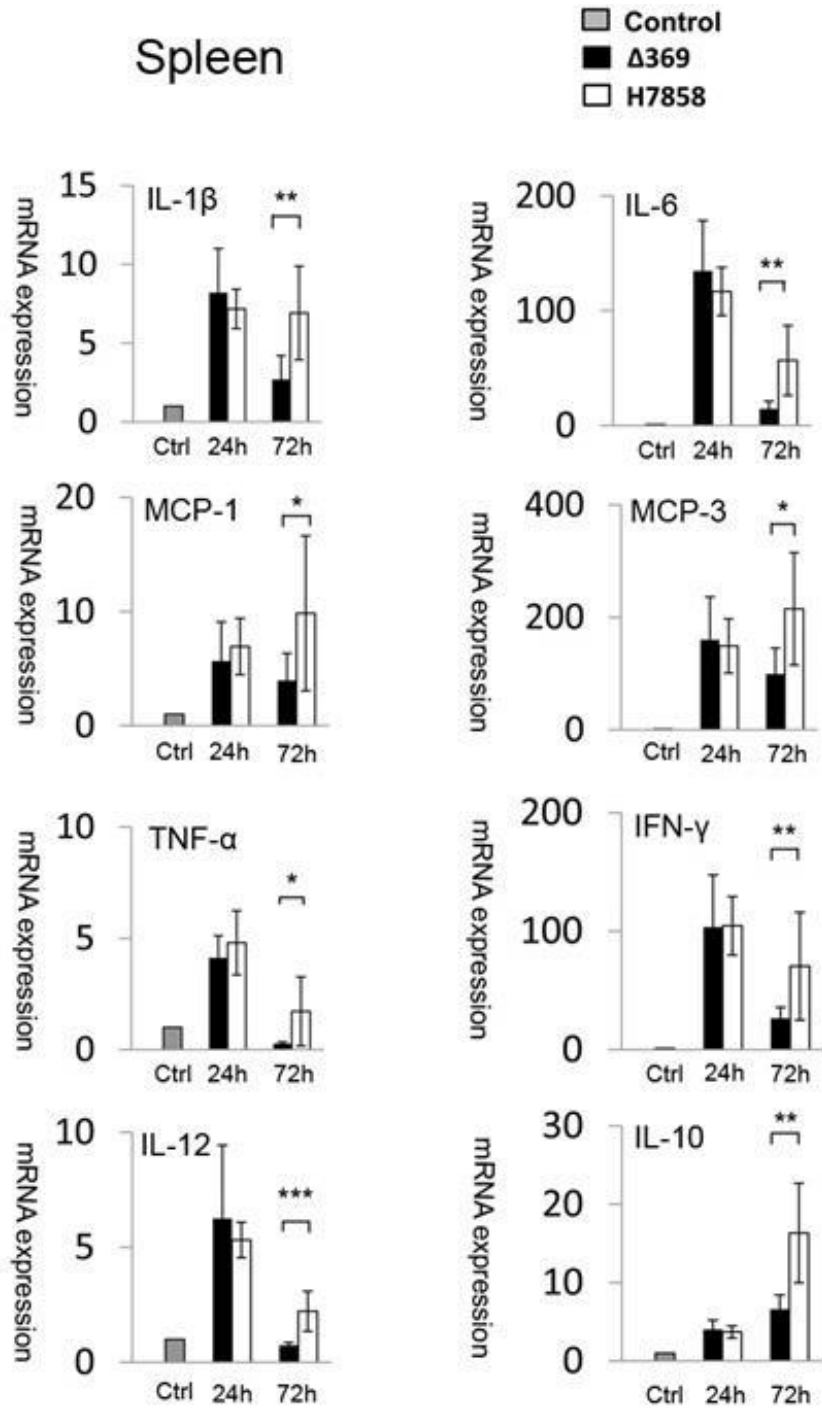 Spleen
Control
Δ369
H7858
mRNA expression
IL-1β
15
10
5
0
**
Ctrl 24h 72h
mRNA expression
IL-6
200
100
0
**
Ctrl 24h 72h
mRNA expression
MCP-1
20
10
0
*
Ctrl 24h 72h
mRNA expression
MCP-3
400
200
0
*
Ctrl 24h 72h
mRNA expression
TNF-α
10
5
0
*
Ctrl 24h 72h
mRNA expression
IFN-γ
200
100
0
**
Ctrl 24h 72h
mRNA expression
IL-12
10
5
0
***
Ctrl 24h 72h
mRNA expression
IL-10
30
20
10
0
**
Ctrl 24h 72h